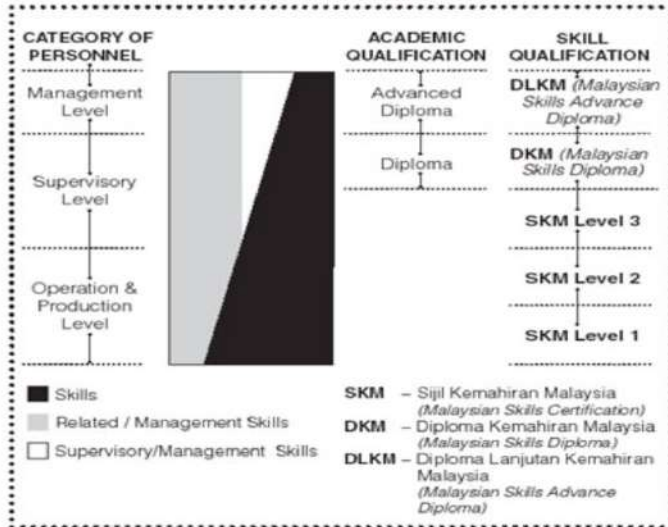 CATEGORY OF
PERSONNEL
Management
Level
Supervisory
Level
Operation &
Production
Level
ACADEMIC
QUALIFICATION
Advanced
Diploma
Diploma
SKILL
QUALIFICATION
DLKM (Malaysian
Skills Advance
Diploma)
DKM (Malaysian
Skills Diploma)
SKM Level 3
SKM Level 2
SKM Level 1
Skills
Related / Management Skills
Supervisory/Management Skills
SKM – Sijil Kemahiran Malaysia
(Malaysian Skills Certification)
DKM – Diploma Kemahiran Malaysia
(Malaysian Skills Diploma)
DLKM – Diploma Lanjutan Kemahiran
Malaysia
(Malaysian Skills Advance
Diploma)